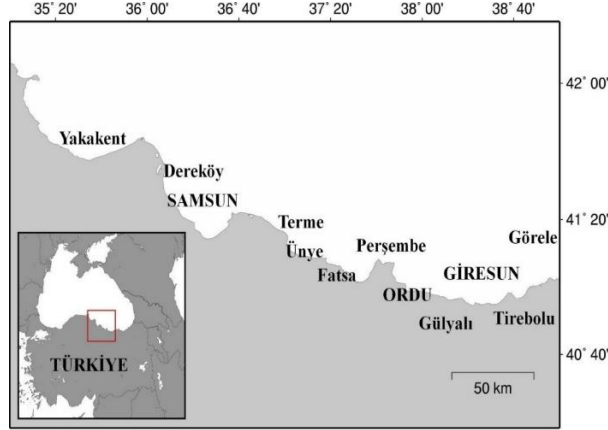 35˚ 20' 36˚ 00' 36˚ 40' 37˚ 20' 38˚ 00' 38˚ 40'
42˚ 00'
Yakakent
Dereköy
SAMSUN
41˚ 20'
Terme
Görele
Perşembe
Ünye
Fatsa
GİRESUN
ORDU
Gülyalı
Tirebolu
40˚ 40'
TÜRKİYE
50 km